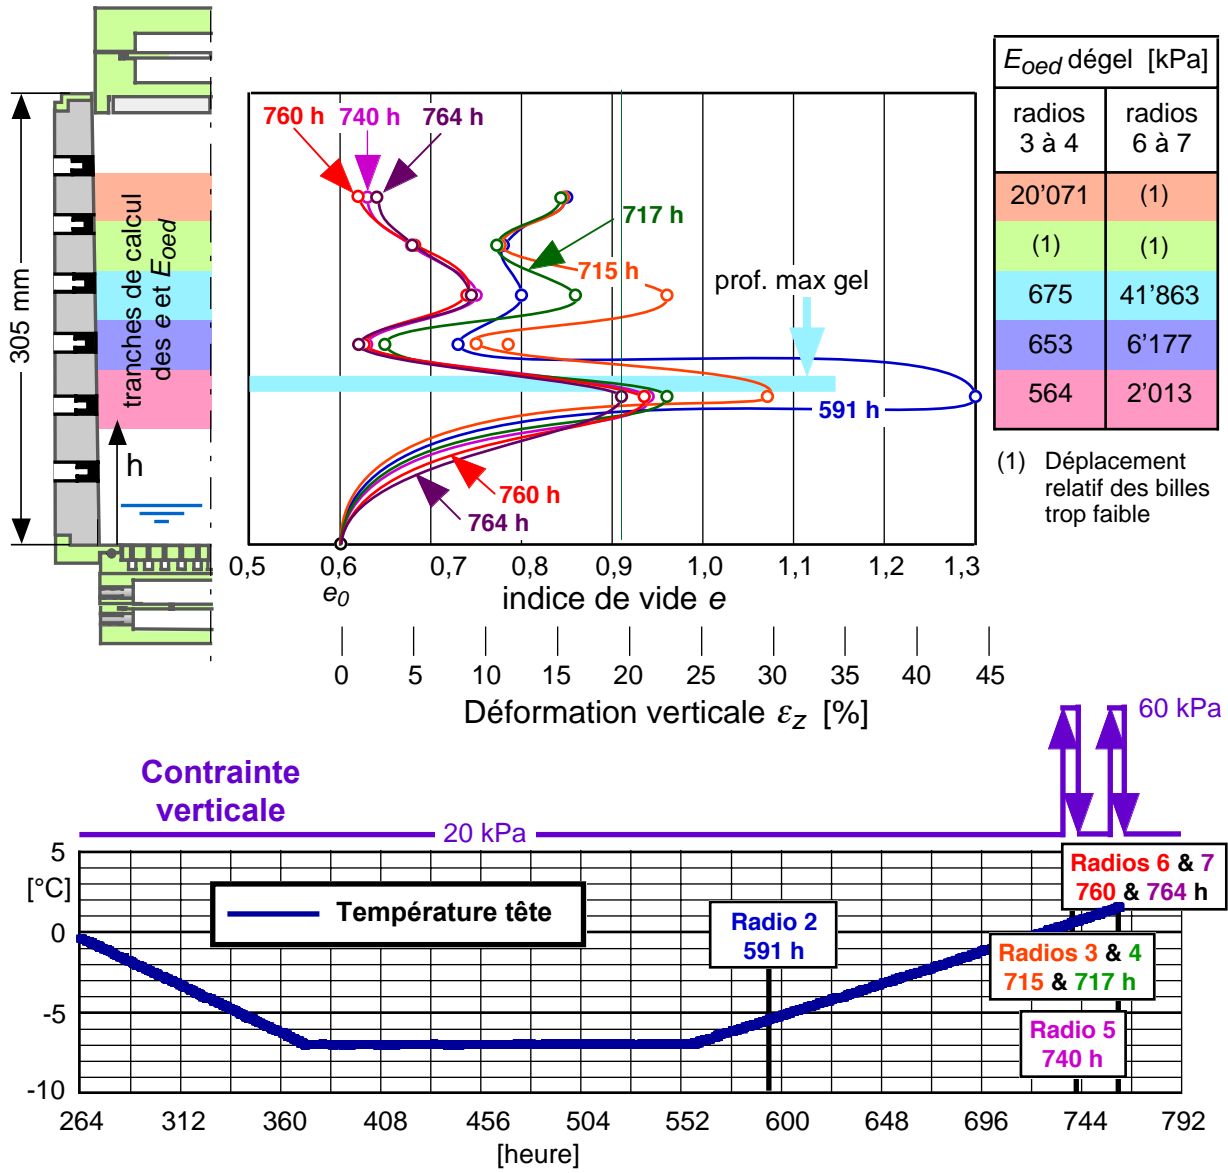 305 mm
tranches de calcul
des e et Eoed
h
760 h
740 h
764 h
717 h
715 h
prof. max gel
591 h
760 h
764 h
0,5
0,6
0,7
0,8
0,9
1,0
1,1
1,2
1,3
e0
indice de vide e
0
5
10
15
20
25
30
35
40
45
Déformation verticale εz [%]
Eoed dégel [kPa]
radios 3 à 4
radios 6 à 7
20’071
(1)
(1)
(1)
675
41’863
653
6’177
564
2’013
(1) Déplacement
relatif des billes
trop faible
60 kPa
Contrainte
verticale
20 kPa
5
[°C]
0
-5
-10
Température tête
Radio 2
591 h
Radios 6 & 7
760 & 764 h
Radios 3 & 4
715 & 717 h
Radio 5
740 h
264
312
360
408
456
504
552
600
648
696
744
792
[heure]